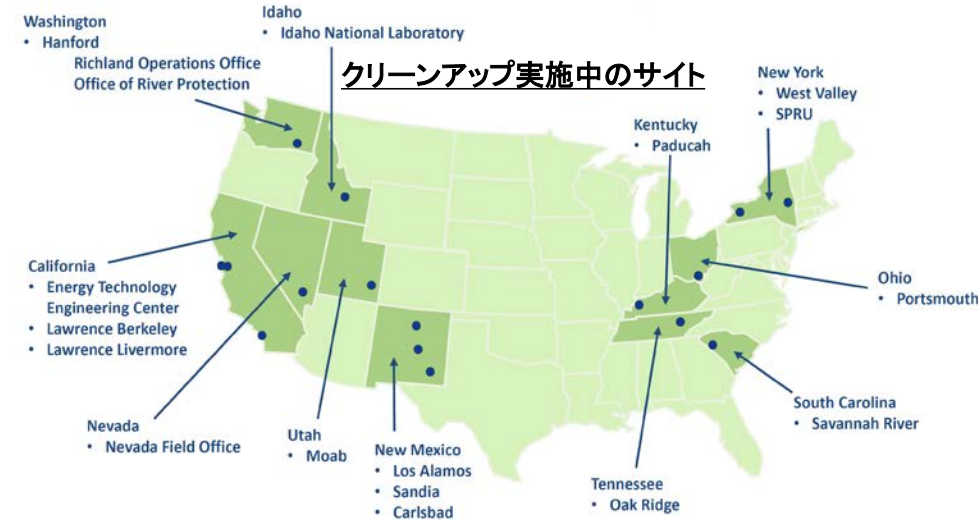 Washington
• Hanford
Richland Operations Office
Office of River Protection
Idaho
• Idaho National Laboratory
クリーンアップ実施中のサイト
New York
• West Valley
• SPRU
Kentucky
• Paducah
California
• Energy Technology
Engineering Center
• Lawrence Berkeley
• Lawrence Livermore
Ohio
• Portsmouth
Nevada
• Nevada Field Office
Utah
• Moab
New Mexico
• Los Alamos
• Sandia
• Carlsbad
Tennessee
• Oak Ridge
South Carolina
• Savannah River